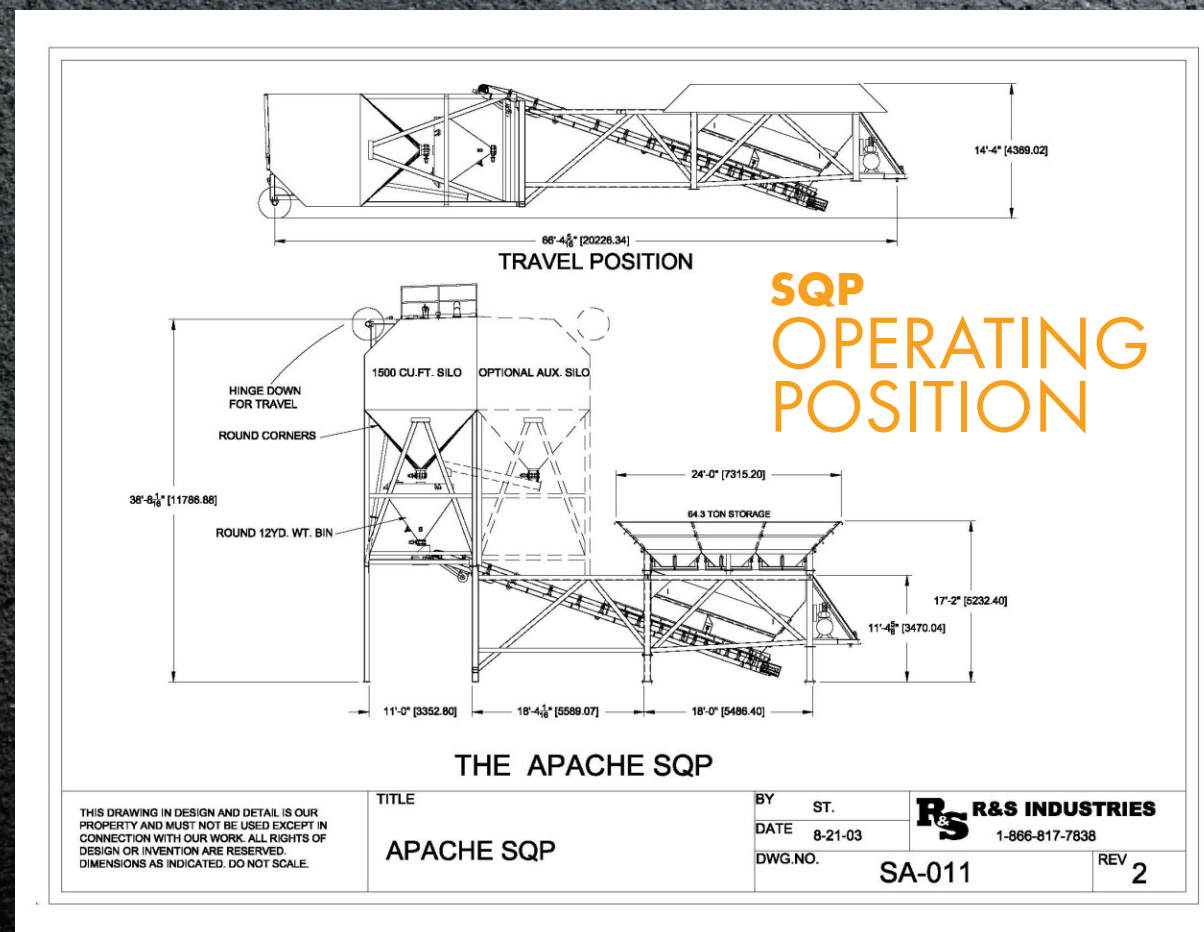 14'-4" [4369.02]
66'-4 5/16" [20226.34]
TRAVEL POSITION
SQP
OPERATING
POSITION
1500 CU.FT. SILO
OPTIONAL AUX. SILO
HINGE DOWN
FOR TRAVEL
ROUND CORNERS
24'-0" [7315.20]
38'-8 1/16" [11786.88]
64.3 TON STORAGE
ROUND 12YD. WT. BIN
17'-2" [5232.40]
11'-4 5/8" [3470.04]
11'-0" [3352.80]
18'-4 1/16" [5589.07]
18'-0" [5486.40]
THE APACHE SQP
THIS DRAWING IN DESIGN AND DETAIL IS OUR
PROPERTY AND MUST NOT BE USED EXCEPT IN
CONNECTION WITH OUR WORK. ALL RIGHTS OF
DESIGN OR INVENTION ARE RESERVED.
DIMENSIONS AS INDICATED. DO NOT SCALE.
TITLE
APACHE SQP
BY ST.
DATE 8-21-03
R&S R&S INDUSTRIES
1-866-817-7838
DWG.NO. SA-011
REV 2